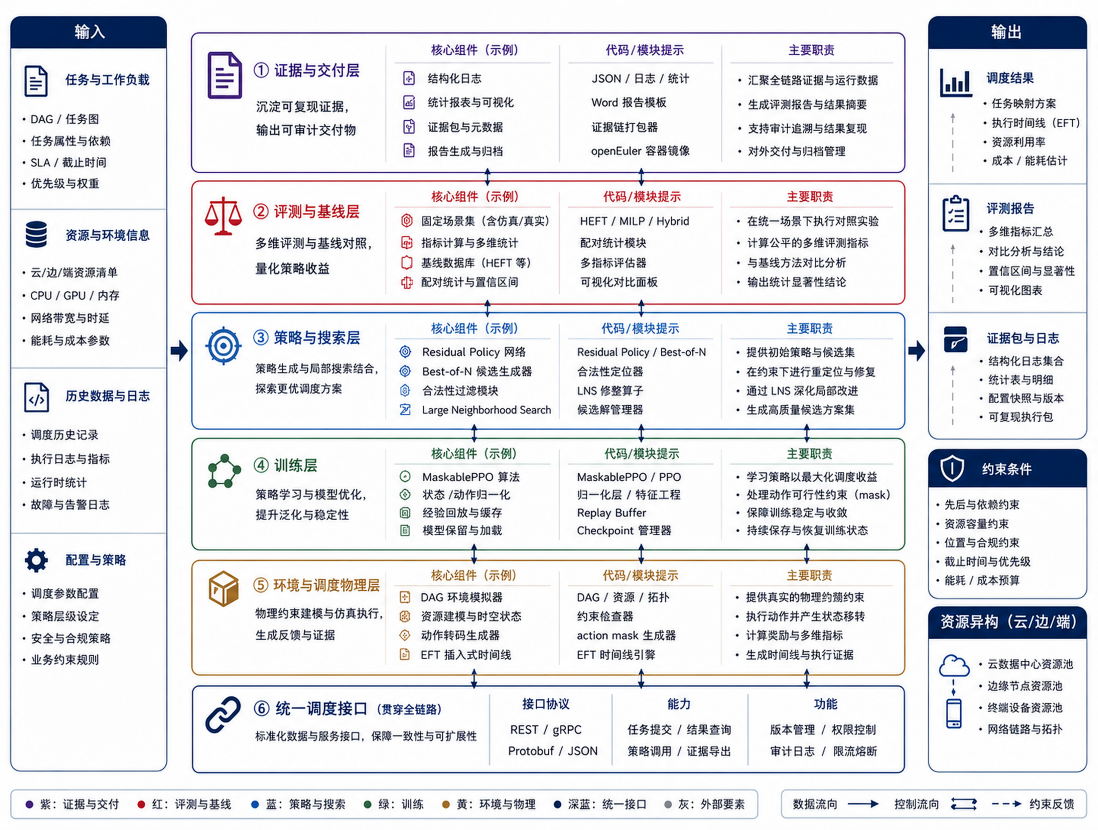 输入
任务与工作负载
• DAG / 任务图
• 任务属性与依赖
• SLA / 截止时间
• 优先级与权重
资源与环境信息
• 云/边/端资源清单
• CPU / GPU / 内存
• 网络带宽与时延
• 能耗与成本参数
历史数据与日志
• 调度历史记录
• 执行日志与指标
• 运行时统计
• 故障与告警日志
配置与策略
• 调度参数配置
• 策略层级设定
• 安全与合规策略
• 业务约束规则
① 证据与交付层
沉淀可复现证据,
输出可审计交付物
核心组件（示例）
结构化日志
统计报表与可视化
证据包与元数据
报告生成与归档
代码/模块提示
JSON / 日志 / 统计
Word 报告模板
证据链打包器
openEuler 容器镜像
主要职责
• 汇聚全链路证据与运行数据
• 生成评测报告与结果摘要
• 支持审计追溯与结果复现
• 对外交付与归档管理
② 评测与基线层
多维评测与基线对照,
量化策略收益
核心组件（示例）
固定场景集（含仿真/真实）
指标计算与多维统计
基线数据库（HEFT 等）
配对统计与置信区间
代码/模块提示
HEFT / MILP / Hybrid
配对统计模块
多指标评估器
可视化对比面板
主要职责
• 在统一场景下执行对照实验
• 计算公平的多维评测指标
• 与基线方法对比分析
• 输出统计显著性结论
③ 策略与搜索层
策略生成与局部搜索结合,
探索更优调度方案
核心组件（示例）
Residual Policy 网络
Best-of-N 候选生成器
合法性过滤模块
Large Neighborhood Search
代码/模块提示
Residual Policy / Best-of-N
合法性定位器
LNS 修整算子
候选解管理器
主要职责
• 提供初始策略与候选集
• 在约束下进行重定位与修复
• 通过 LNS 深化局部改进
• 生成高质量候选方案集
④ 训练层
策略学习与模型优化,
提升泛化与稳定性
核心组件（示例）
MaskablePPO 算法
状态 /动作归一化
经验回放与缓存
模型保留与加载
代码/模块提示
MaskablePPO / PPO
归一化层 / 特征工程
Replay Buffer
Checkpoint 管理器
主要职责
• 学习策略以最大化调度收益
• 处理动作可行性约束（mask）
• 保障训练稳定与收敛
• 持续保存与恢复训练状态
⑤ 环境与调度物理层
物理约束建模与仿真执行,
生成反馈与证据
核心组件（示例）
DAG 环境模拟器
资源建模与时空状态
动作转码生成器
EFT 插入式时间线
代码/模块提示
DAG / 资源 / 拓扑
约束检查器
action mask 生成器
EFT 时间线引擎
主要职责
• 提供真实的物理约束
• 执行动作并产生状态移转
• 计算奖励与多维指标
• 生成时间线与执行证据
⑥ 统一调度接口（贯穿全链路）
标准化数据与服务接口，保障一致性与可扩展性
接口协议
REST / gRPC
Protobuf / JSON
能力
任务提交 / 结果查询
策略调用 / 证据导出
功能
版本管理 / 权限控制
审计日志 / 限流熔断
输出
调度结果
• 任务映射方案
• 执行时间线（EFT）
• 资源利用率
• 成本 / 能耗估计
评测报告
• 多维指标汇总
• 对比分析与结论
• 置信区间与显著性
• 可视化图表
证据包与日志
• 结构化日志集合
• 统计表与明细
• 配置快照与版本
• 可复现执行包
约束条件
• 先后与依赖约束
• 资源容量约束
• 位置与合规约束
• 截止时间与优先级
• 能耗 / 成本预算
资源异构（云/边/端）
• 云数据中心资源池
• 边缘节点资源池
• 终端设备资源池
• 网络链路与拓扑
紫：证据与交付
红：评测与基线
蓝：策略与搜索
绿：训练
黄：环境与物理
深蓝：统一接口
灰：外部要素
数据流向
控制流向
约束反馈